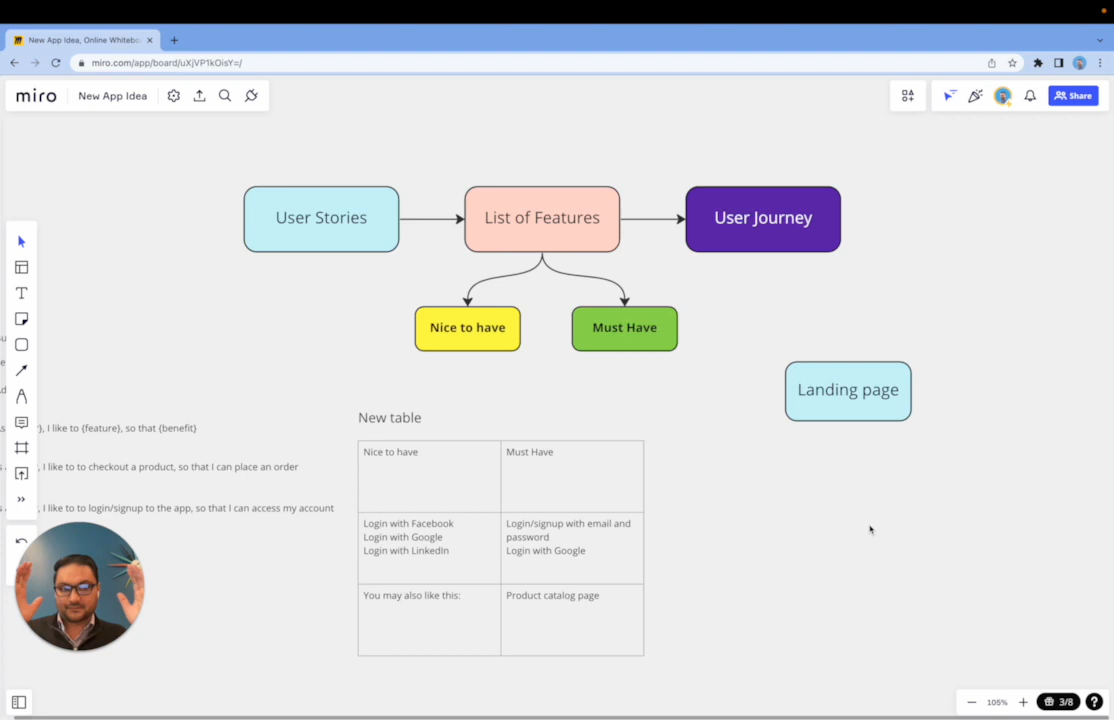 New App Idea, Online Whitebo
miro.com/app/board/uXjVP1kOisY=/
miro
New App Idea
Share
User Stories
List of Features
User Journey
Nice to have
Must Have
Landing page
, I like to {feature}, so that {benefit}
, I like to to checkout a product, so that I can place an order
, I like to to login/signup to the app, so that I can access my account
New table
Nice to have
Must Have
Login with Facebook
Login with Google
Login with LinkedIn
Login/signup with email and
password
Login with Google
You may also like this:
Product catalog page
105%
3/8